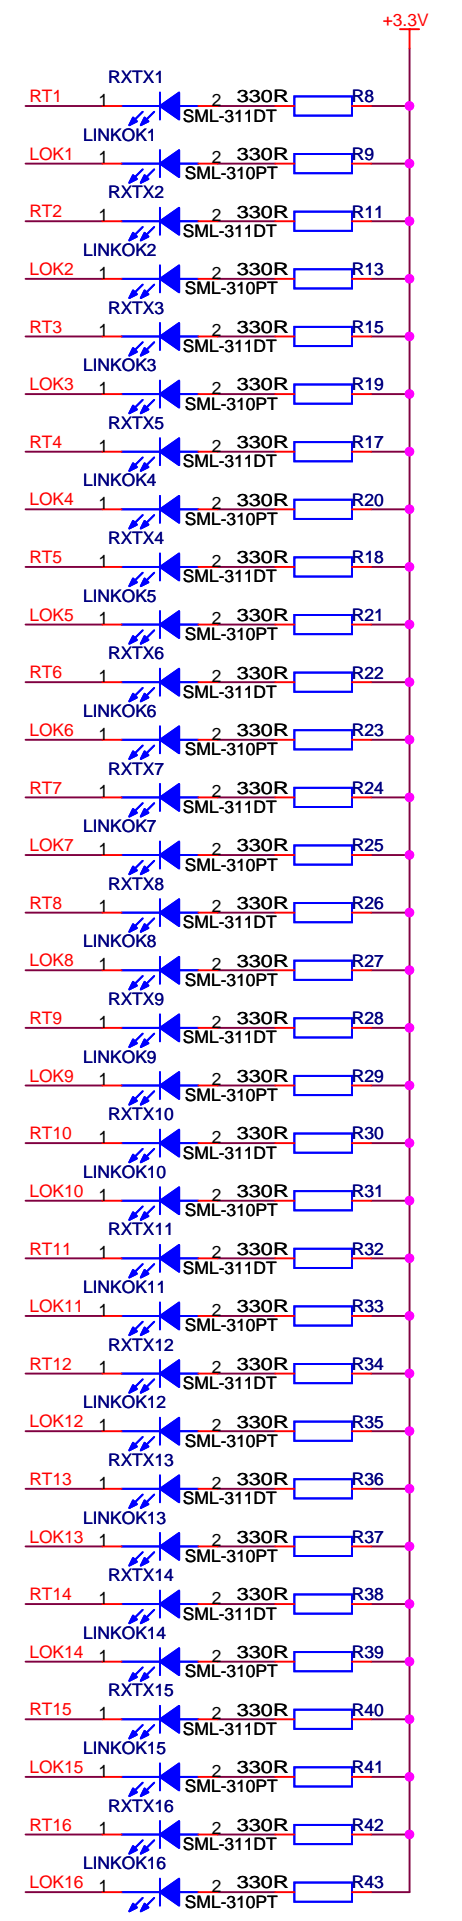 +3.3V
RXTX1
RT1 1 2 330R R8
SML-311DT
LINKOK1
LOK1 1 2 330R R9
SML-310PT
RXTX2
RT2 1 2 330R R11
SML-311DT
LINKOK2
LOK2 1 2 330R R13
SML-310PT
RXTX3
RT3 1 2 330R R15
SML-311DT
LINKOK3
LOK3 1 2 330R R19
SML-310PT
RXTX5
RT4 1 2 330R R17
SML-311DT
LINKOK4
LOK4 1 2 330R R20
SML-310PT
RXTX4
RT5 1 2 330R R18
SML-311DT
LINKOK5
LOK5 1 2 330R R21
SML-310PT
RXTX6
RT6 1 2 330R R22
SML-311DT
LINKOK6
LOK6 1 2 330R R23
SML-310PT
RXTX7
RT7 1 2 330R R24
SML-311DT
LINKOK7
LOK7 1 2 330R R25
SML-310PT
RXTX8
RT8 1 2 330R R26
SML-311DT
LINKOK8
LOK8 1 2 330R R27
SML-310PT
RXTX9
RT9 1 2 330R R28
SML-311DT
LINKOK9
LOK9 1 2 330R R29
SML-310PT
RXTX10
RT10 1 2 330R R30
SML-311DT
LINKOK10
LOK10 1 2 330R R31
SML-310PT
RXTX11
RT11 1 2 330R R32
SML-311DT
LINKOK11
LOK11 1 2 330R R33
SML-310PT
RXTX12
RT12 1 2 330R R34
SML-311DT
LINKOK12
LOK12 1 2 330R R35
SML-310PT
RXTX13
RT13 1 2 330R R36
SML-311DT
LINKOK13
LOK13 1 2 330R R37
SML-310PT
RXTX14
RT14 1 2 330R R38
SML-311DT
LINKOK14
LOK14 1 2 330R R39
SML-310PT
RXTX15
RT15 1 2 330R R40
SML-311DT
LINKOK15
LOK15 1 2 330R R41
SML-310PT
RXTX16
RT16 1 2 330R R42
SML-311DT
LINKOK16
LOK16 1 2 330R R43
SML-310PT